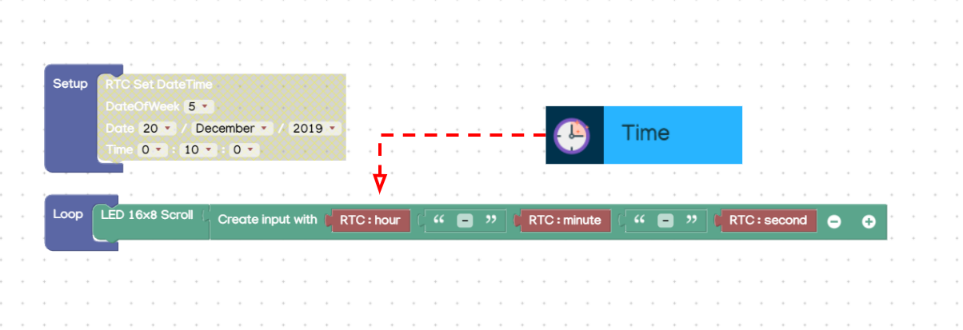 Setup RTC Set DateTime
DateOfWeek 5
Date 20 / December / 2019
Time 0 : 10 : 0
Time
Loop LED 16x8 Scroll Create input with RTC : hour “ - ” RTC : minute “ - ” RTC : second